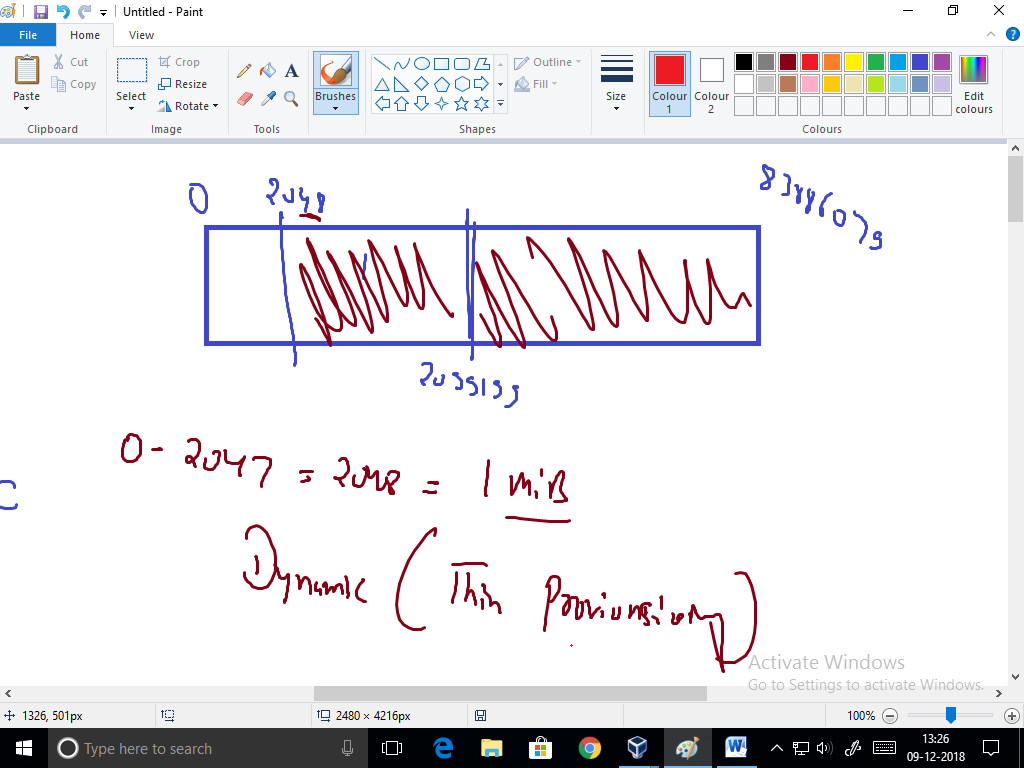 Untitled - Paint
File Home View
Paste Cut Copy Clipboard
Select Crop Resize Rotate Image
Tools
Brushes
Shapes Outline Fill
Size
Colour 1 Colour 2 Edit colours Colours
0 2048 83886079
2099199
0 - 2047 = 2048 = 1 MiB
C
Dynamic ( Thin Provionsiong )
Activate Windows
Go to Settings to activate Windows.
1326, 501px 2480 × 4216px 100%
Type here to search 13:26
09-12-2018